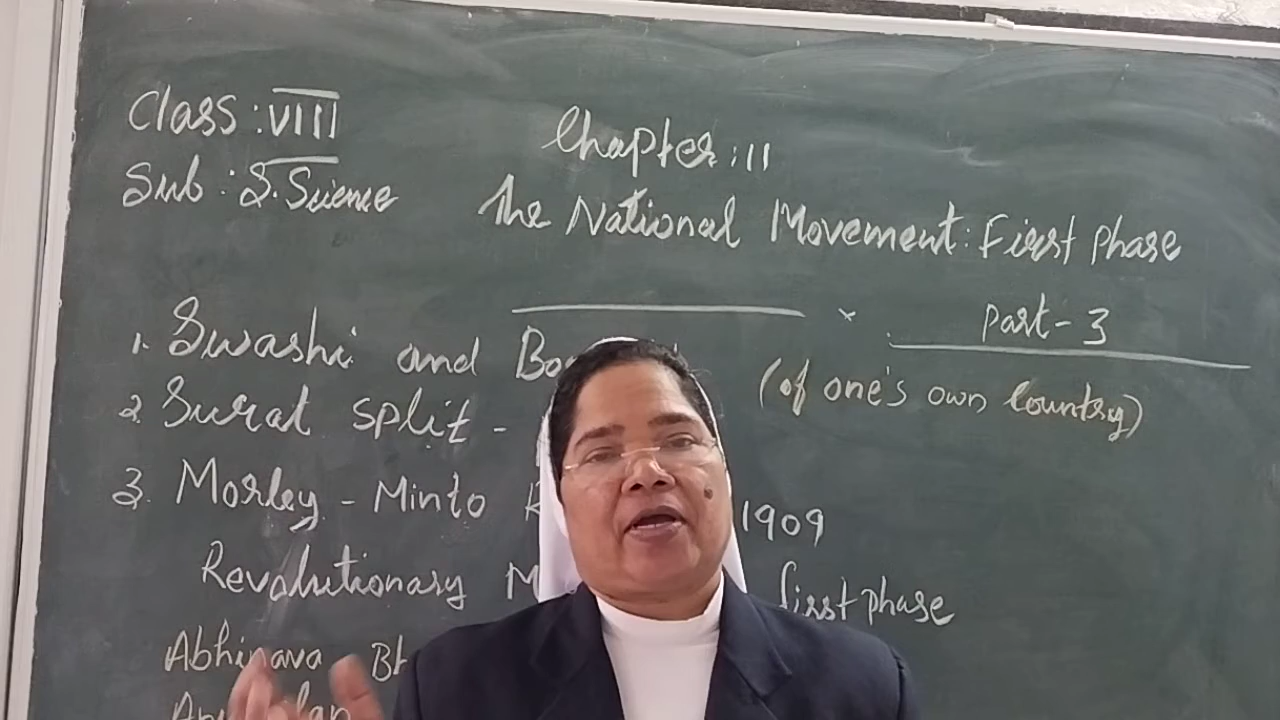 Class : VIII
Sub : S. Science
Chapter : 11
The National Movement : First phase
Part - 3
1. Swashi and
(of one's own Country)
2. Surat split -
3. Morley - Minto 1909
Revolutionary first phase
Abhinava